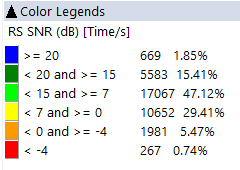 Color Legends
RS SNR (dB) [Time/s]
>= 20 669 1.85%
< 20 and >= 15 5583 15.41%
< 15 and >= 7 17067 47.12%
< 7 and >= 0 10652 29.41%
< 0 and >= -4 1981 5.47%
< -4 267 0.74%